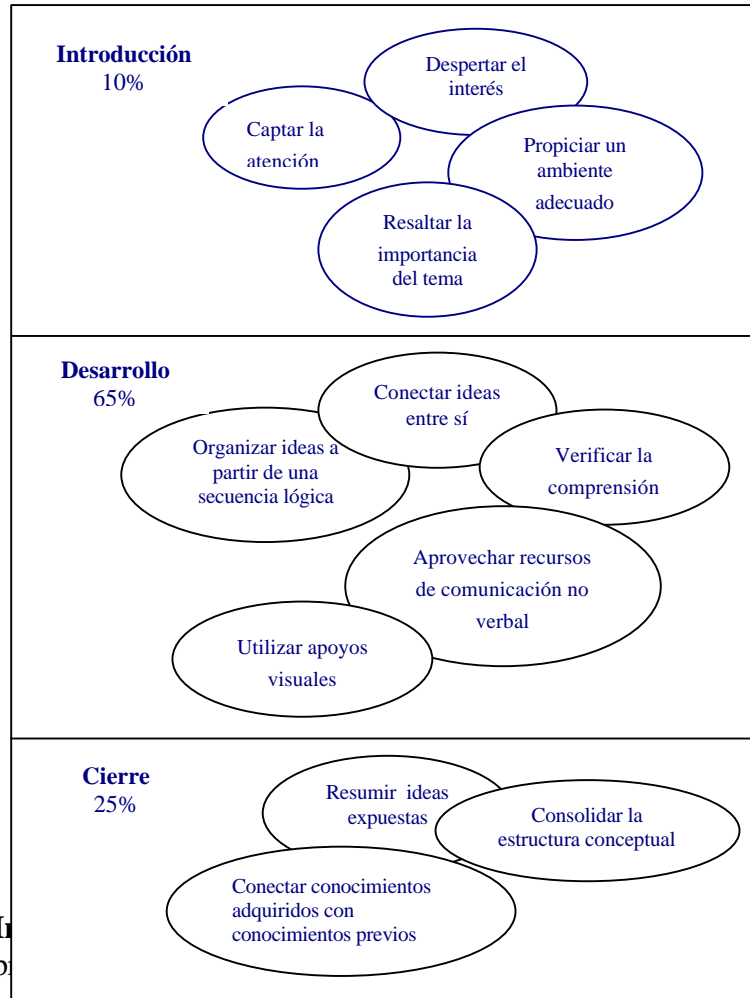 Introducción
10%
Despertar el
interés
Captar la
atención
Propiciar un
ambiente
adecuado
Resaltar la
importancia
del tema
Desarrollo
65%
Conectar ideas
entre sí
Organizar ideas a
partir de una
secuencia lógica
Verificar la
comprensión
Aprovechar recursos
de comunicación no
verbal
Utilizar apoyos
visuales
Cierre
25%
Resumir ideas
expuestas
Consolidar la
estructura conceptual
Conectar conocimientos
adquiridos con
conocimientos previos